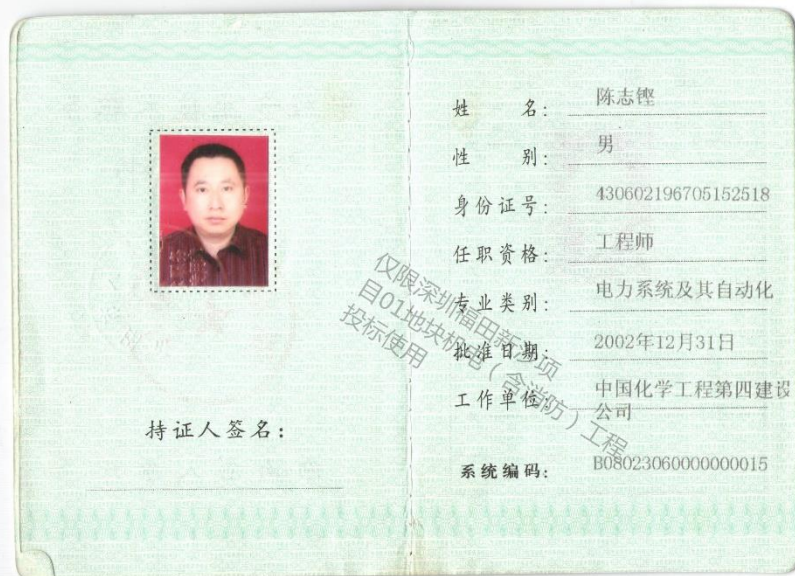 姓 名: 陈志铿
性 别: 男
身份证号: 430602196705152518
任职资格: 工程师
专业类别: 电力系统及其自动化
批准日期: 2002年12月31日
工作单位: 中国化学工程第四建设
公司
系统编码: B08023060000000015
持证人签名:
仅限深圳福田新沙项
目01地块机电（含消防）工程
投标使用